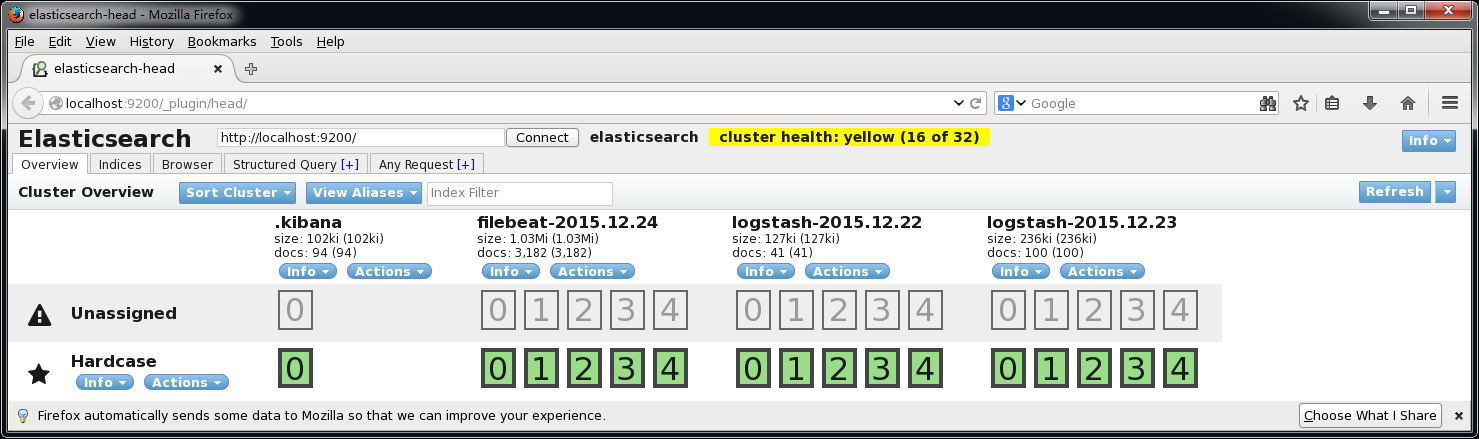 elasticsearch-head - Mozilla Firefox
File Edit View History Bookmarks Tools Help
elasticsearch-head
localhost:9200/_plugin/head/ Google
Elasticsearch http://localhost:9200/ Connect elasticsearch cluster health: yellow (16 of 32) Info
Overview Indices Browser Structured Query [+] Any Request [+]
Cluster Overview Sort Cluster View Aliases Index Filter Refresh
.kibana filebeat-2015.12.24 logstash-2015.12.22 logstash-2015.12.23
size: 102ki (102ki) size: 1.03Mi (1.03Mi) size: 127ki (127ki) size: 236ki (236ki)
docs: 94 (94) docs: 3,182 (3,182) docs: 41 (41) docs: 100 (100)
Info Actions Info Actions Info Actions Info Actions
Unassigned 0 0 1 2 3 4 0 1 2 3 4 0 1 2 3 4
Hardcase 0 0 1 2 3 4 0 1 2 3 4 0 1 2 3 4
Info Actions
Firefox automatically sends some data to Mozilla so that we can improve your experience. Choose What I Share